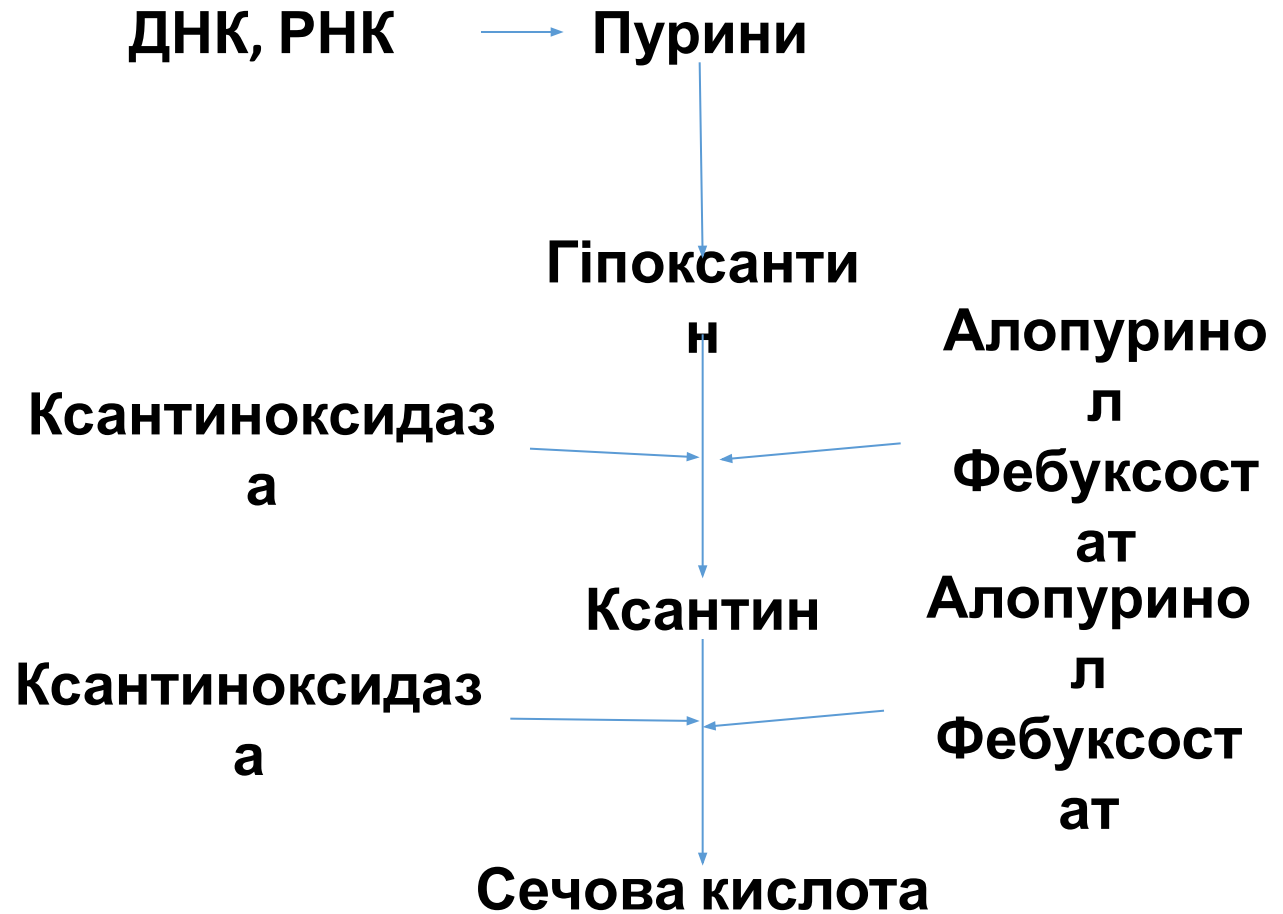 ДНК, РНК
Пурини
Гіпоксанти
н
Алопурино
л
Фебуксост
ат
Ксантиноксидаз
а
Ксантин
Алопурино
л
Фебуксост
ат
Ксантиноксидаз
а
Сечова кислота